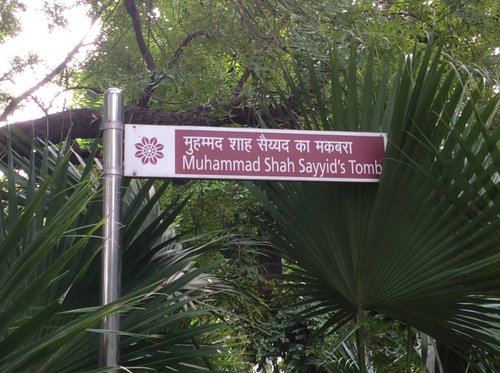 मुहम्मद शाह सैय्यद का मकबरा
Muhammad Shah Sayyid's Tomb